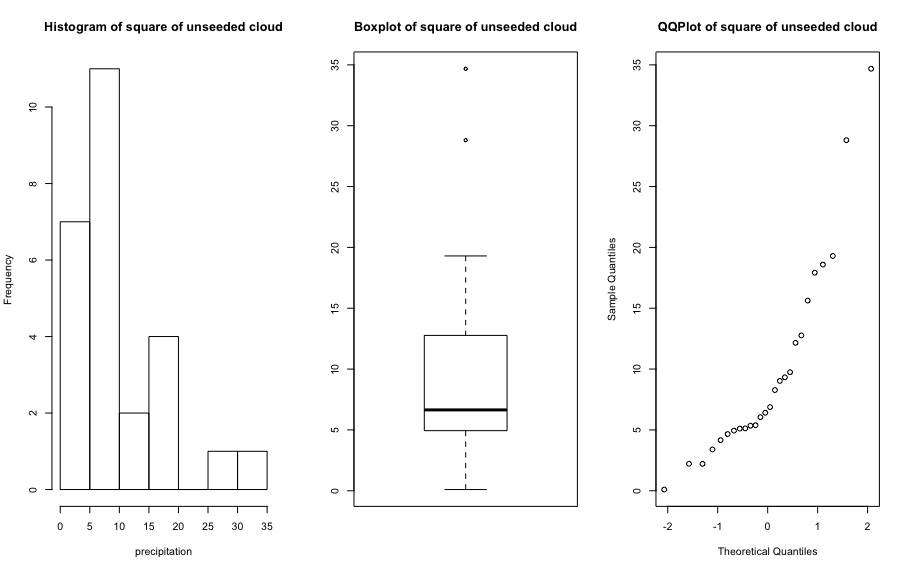 Histogram of square of unseeded cloud
Frequency
0 2 4 6 8 10
0 5 10 15 20 25 30 35
precipitation
Boxplot of square of unseeded cloud
0 5 10 15 20 25 30 35
QQPlot of square of unseeded cloud
Sample Quantiles
0 5 10 15 20 25 30 35
-2 -1 0 1 2
Theoretical Quantiles